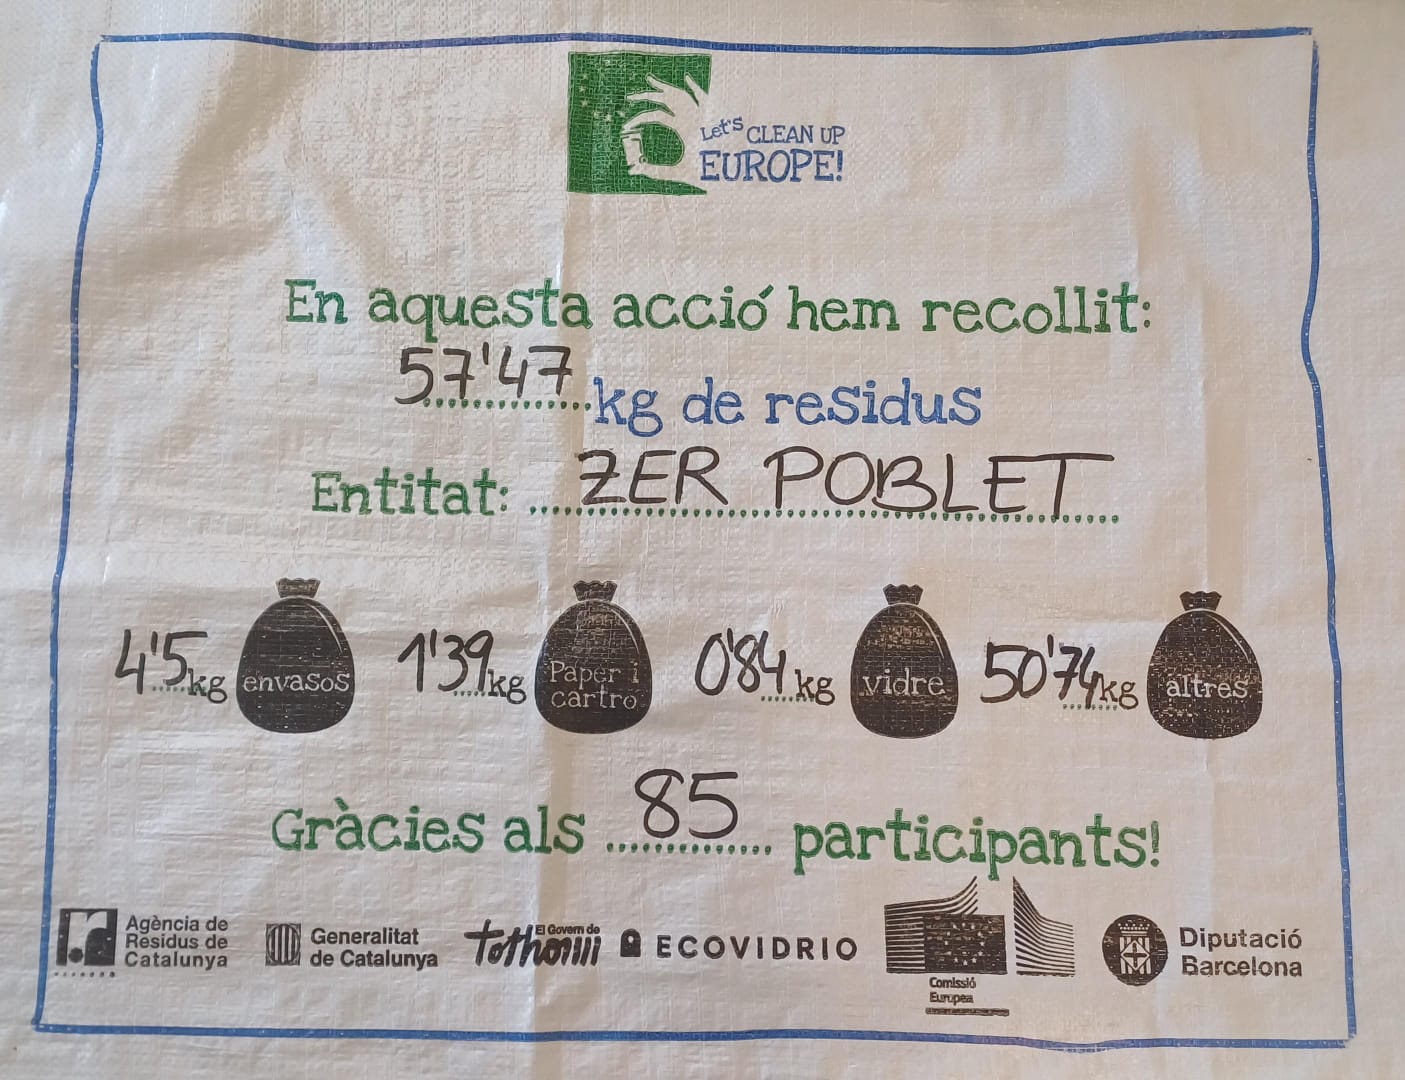 Let's CLEAN UP
EUROPE!
En aquesta acció hem recollit:
57'47 kg de residus
Entitat: ZER POBLET
4'5 kg envasos
1'39 kg Paper i cartro
0'84 kg vidre
50'74 kg altres
Gràcies als 85 participants!
Agència de
Residus de
Catalunya
Generalitat
de Catalunya
El Govern de
tothom
ECOVIDRIO
Comissió
Europea
Diputació
Barcelona